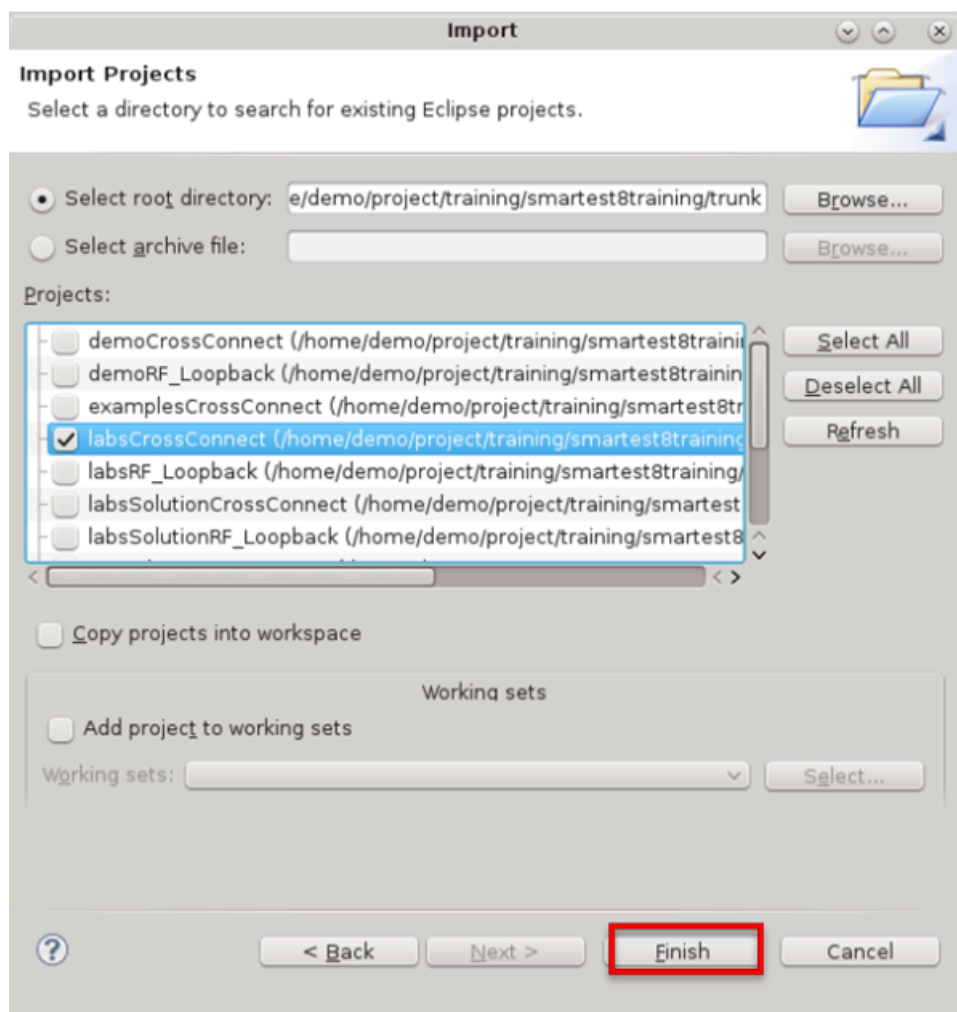 Import
Import Projects
Select a directory to search for existing Eclipse projects.
Select root directory: e/demo/project/training/smartest8training/trunk Browse...
Select archive file: Browse...
Projects:
demoCrossConnect (/home/demo/project/training/smartest8traini Select All
demoRF_Loopback (/home/demo/project/training/smartest8trainin Deselect All
examplesCrossConnect (/home/demo/project/training/smartest8tr
labsCrossConnect (/home/demo/project/training/smartest8training Refresh
labsRF_Loopback (/home/demo/project/training/smartest8training/
labsSolutionCrossConnect (/home/demo/project/training/smartest
labsSolutionRF_Loopback (/home/demo/project/training/smartest8
Copy projects into workspace
Working sets
Add project to working sets
Working sets: Select...
? < Back Next > Finish Cancel